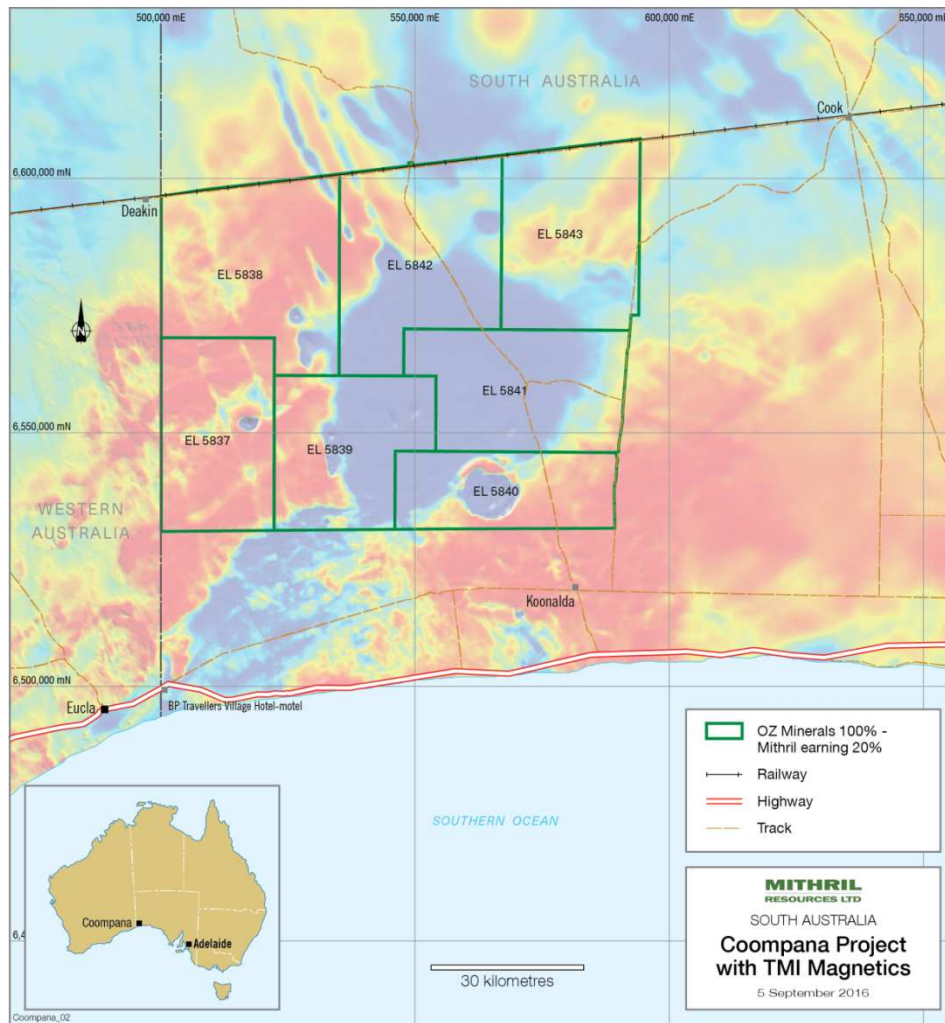 500,000 mE
550,000 mE
600,000 mE
SOUTH AUSTRALIA
Cook
6,600,000 mN
Deakin
EL 5843
EL 5842
EL 5838
N
EL 5841
6,550,000 mN
EL 5837
EL 5839
EL 5840
WESTERN
AUSTRALIA
Koonalda
6,500,000 mN
Eucla
BP Travellers Village Hotel-motel
OZ Minerals 100% -
Mithril earning 20%
Railway
Highway
Track
SOUTHERN OCEAN
Coompana
Adelaide
30 kilometres
MITHRIL
RESOURCES LTD
SOUTH AUSTRALIA
Coompana Project
with TMI Magnetics
5 September 2016
Coompana_02